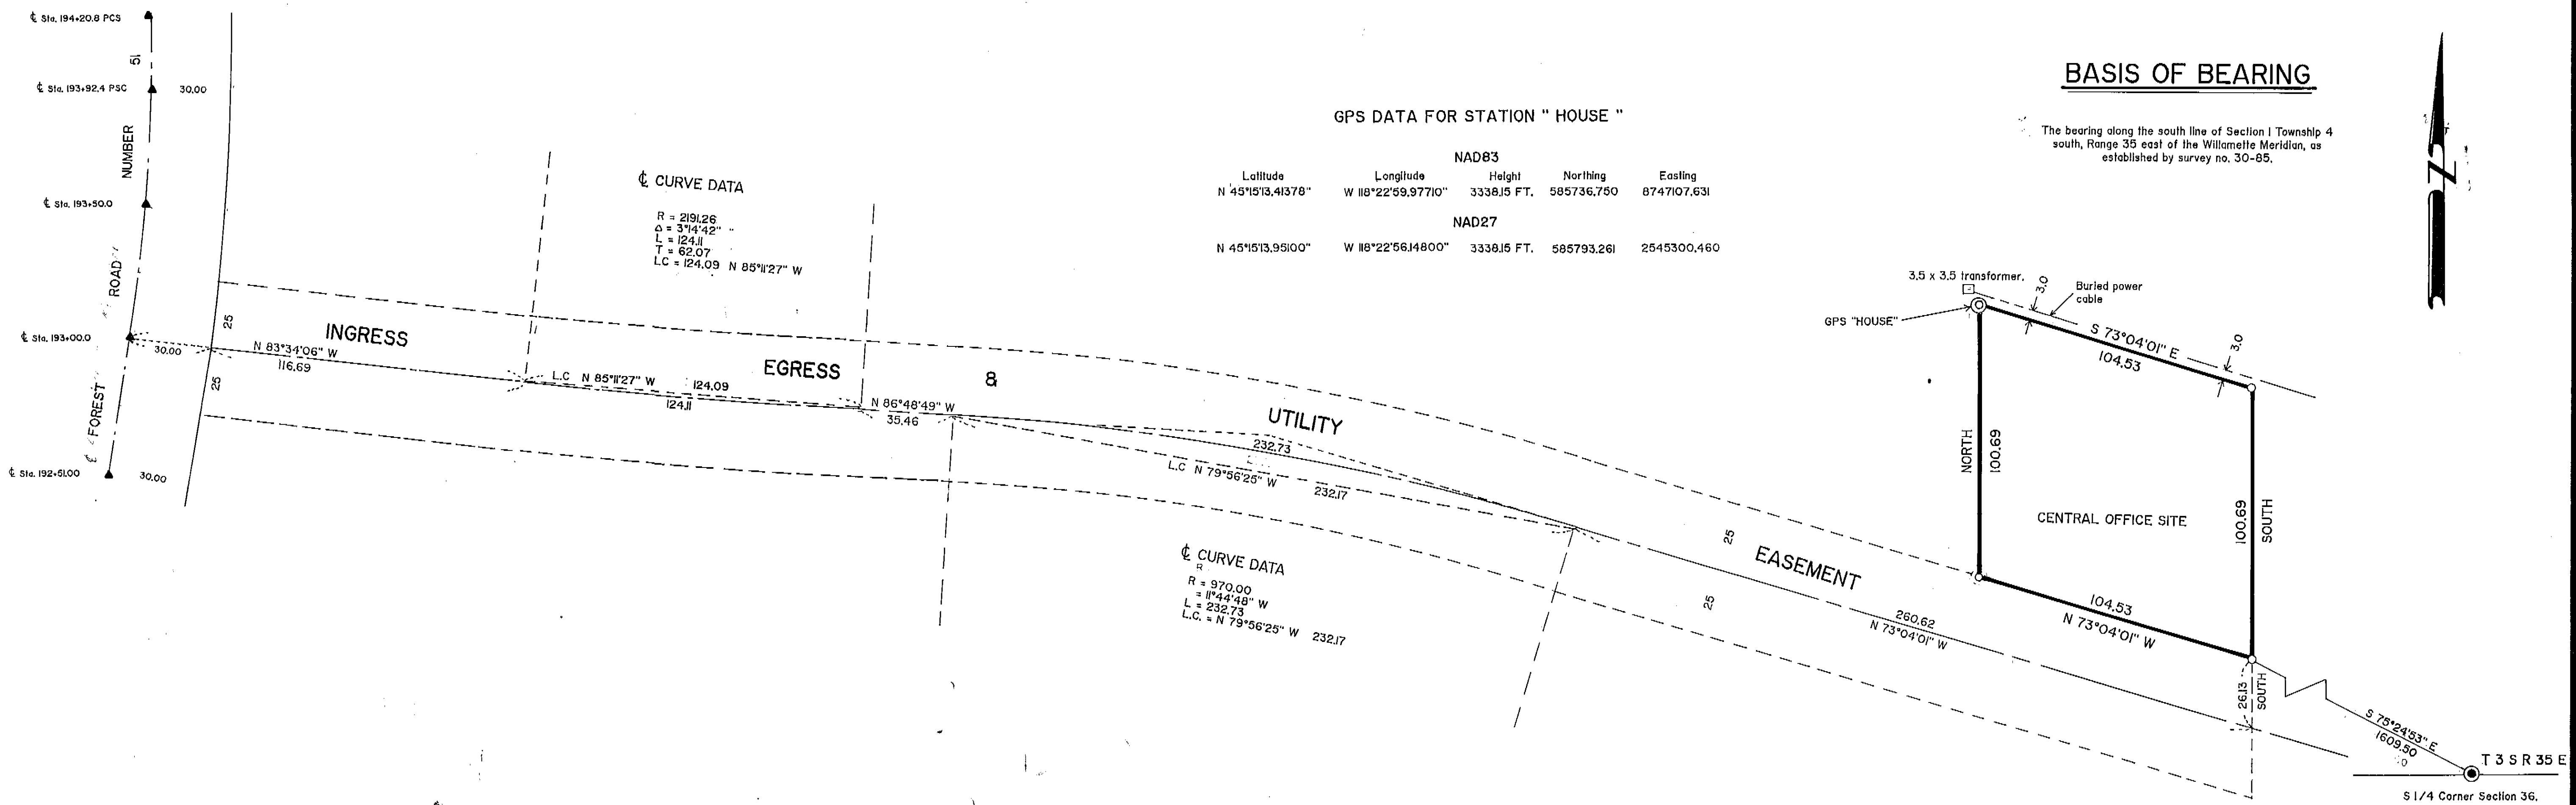 ℄ Sta. 194+20.8 PCS
51
℄ Sta. 193+92.4 PSC
30.00
NUMBER
℄ Sta. 193+50.0
ROAD
℄ Sta. 193+00.0
30.00
FOREST
℄
℄ Sta. 192+51.00
30.00
25
25
INGRESS
N 83°34'06" W
116.69
℄ CURVE DATA
R = 2191.26
Δ = 3°14'42"
L = 124.11
T = 62.07
LC = 124.09 N 85°11'27" W
L.C N 85°11'27" W 124.09
124.11
EGRESS
&
N 86°48'49" W
35.46
UTILITY
232.73
L.C N 79°56'25" W 232.17
℄ CURVE DATA
R
R = 970.00
= 11°44'48" W
L = 232.73
L.C. = N 79°56'25" W 232.17
GPS DATA FOR STATION " HOUSE "
NAD83
Latitude Longitude Height Northing Easting
N 45°15'13.41378" W 118°22'59.97710" 3338.15 FT. 585736.750 8747107.631
NAD27
N 45°15'13.95100" W 118°22'56.14800" 3338.15 FT. 585793.261 2545300.460
BASIS OF BEARING
The bearing along the south line of Section 1 Township 4
south, Range 35 east of the Willamette Meridian, as
established by survey no. 30-85.
N
3.5 x 3.5 transformer.
3.0
Buried power
cable
GPS "HOUSE"
S 73°04'01" E
104.53
3.0
NORTH
100.69
CENTRAL OFFICE SITE
100.69
SOUTH
25
EASEMENT
25
260.62
N 73°04'01" W
104.53
N 73°04'01" W
26.13
SOUTH
S 75°24'53" E
1609.50
T 3 S R 35 E
S 1/4 Corner Section 36.